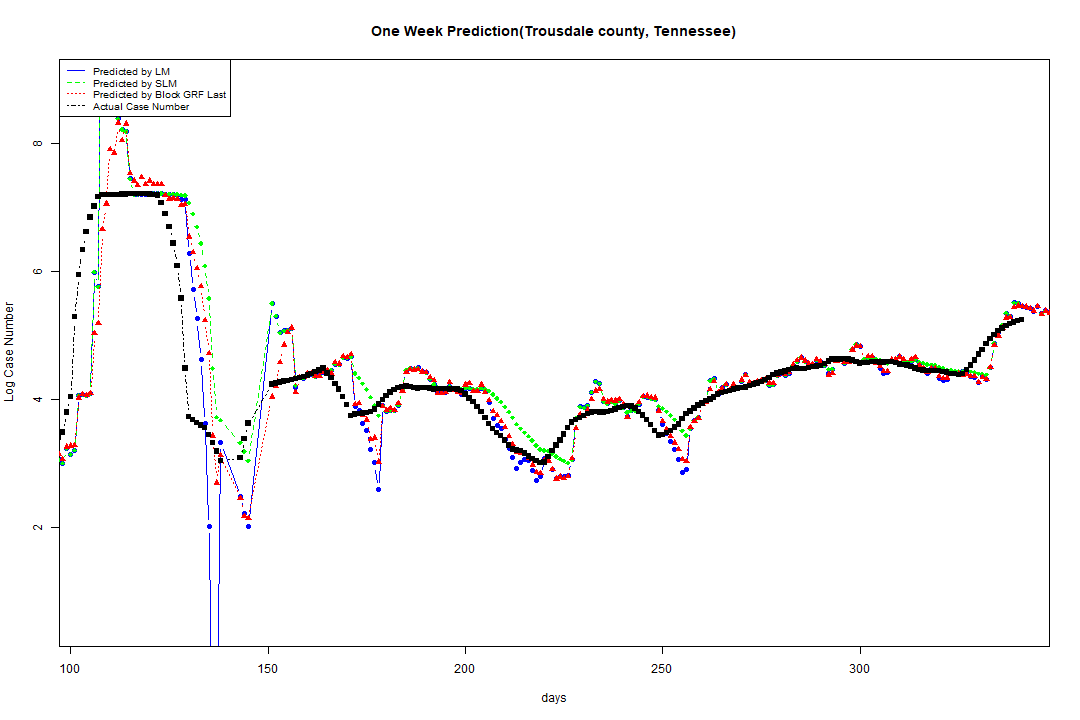 One Week Prediction(Trousdale county, Tennessee)
Predicted by LM
Predicted by SLM
Predicted by Block GRF Last
Actual Case Number
8
6
4
2
Log Case Number
100 150 200 250 300
days